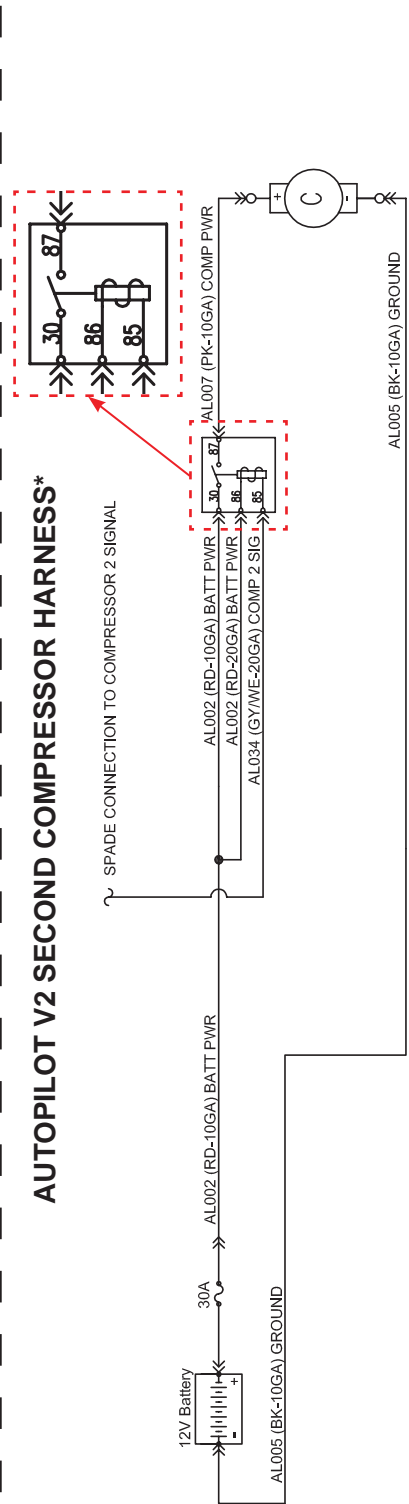 AUTOPILOT V2 SECOND COMPRESSOR HARNESS*
30
87
86
85
SPADE CONNECTION TO COMPRESSOR 2 SIGNAL
12V Battery
-
+
30A
AL002 (RD-10GA) BATT PWR
AL002 (RD-10GA) BATT PWR
AL002 (RD-20GA) BATT PWR
AL034 (GY/WE-20GA) COMP 2 SIG
30
87
86
85
AL007 (PK-10GA) COMP PWR
+
C
-
AL005 (BK-10GA) GROUND
AL005 (BK-10GA) GROUND